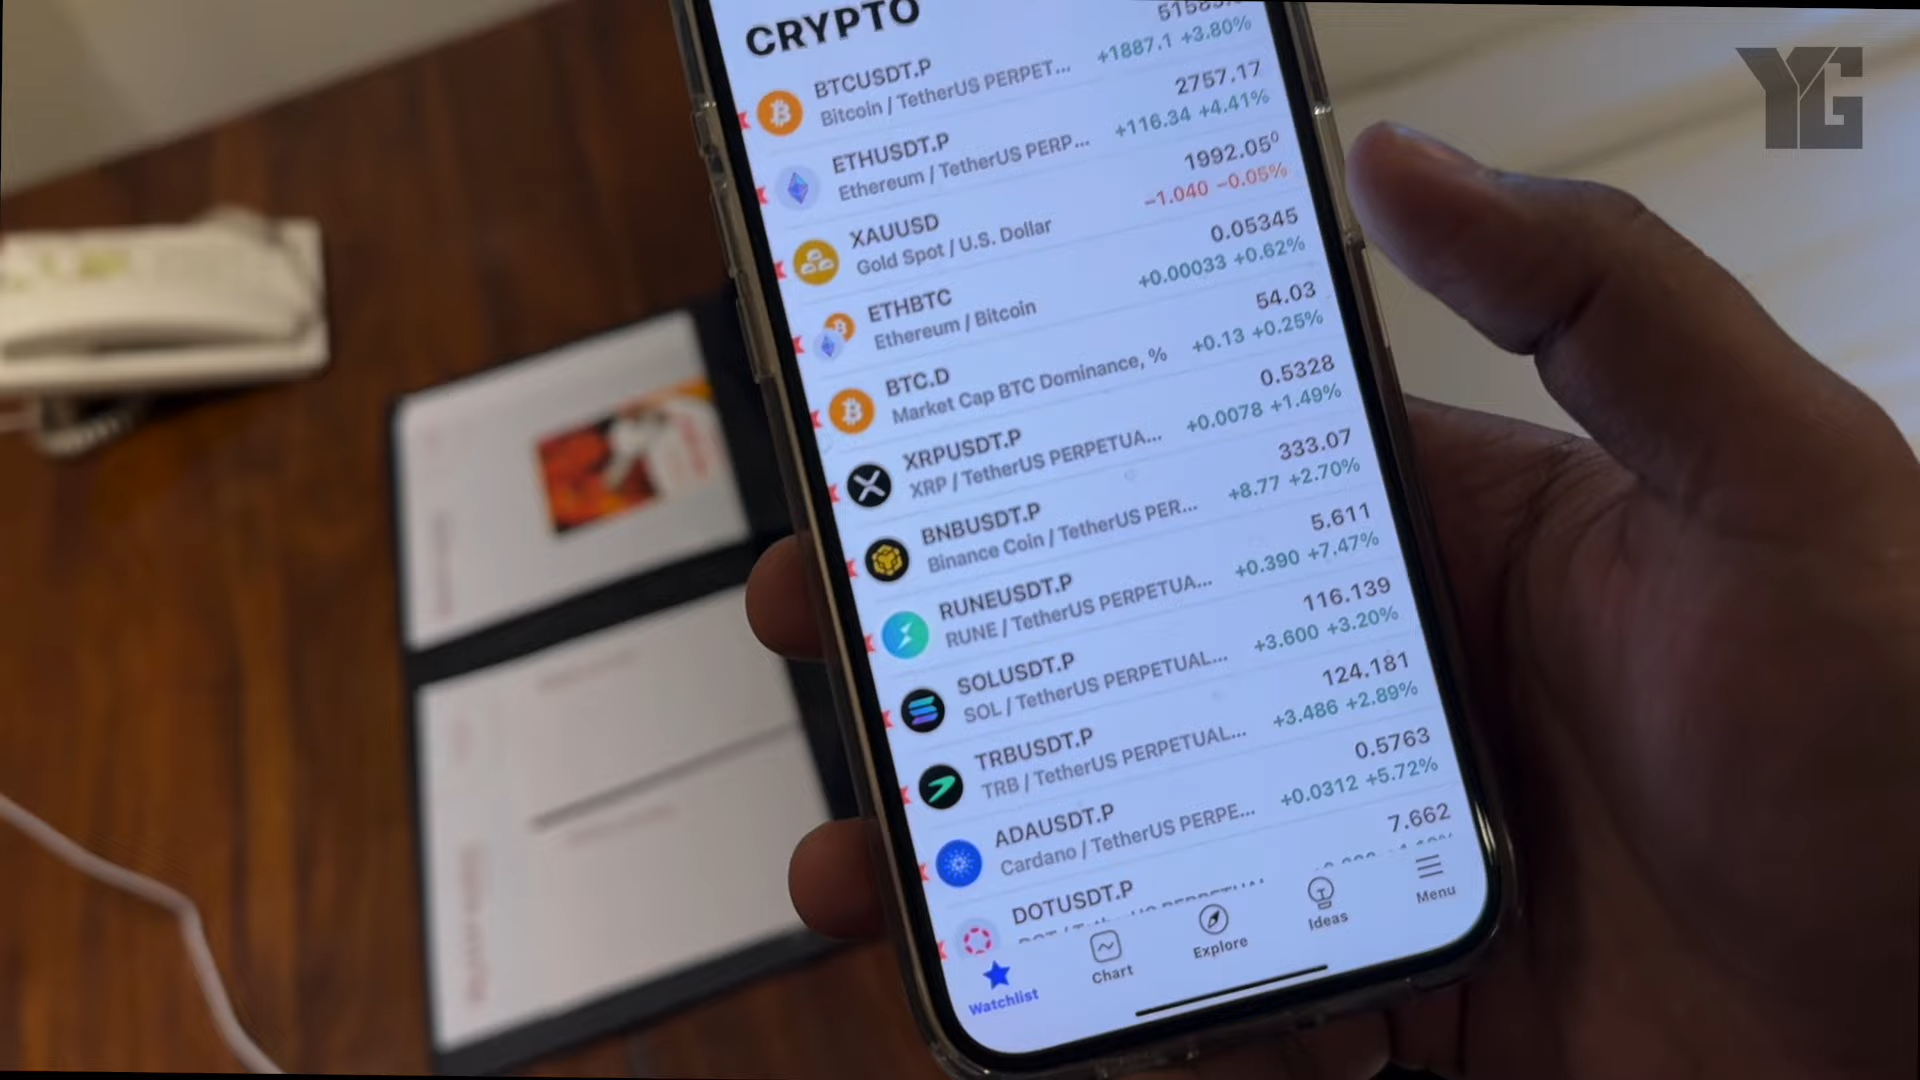 CRYPTO
YG
BTCUSDT.P
Bitcoin / TetherUS PERPET...
+1887.1 +3.80%
ETHUSDT.P 2757.17
Ethereum / TetherUS PERP... +116.34 +4.41%
XAUUSD 1992.05⁰
Gold Spot / U.S. Dollar −1.040 −0.05%
ETHBTC 0.05345
Ethereum / Bitcoin +0.00033 +0.62%
BTC.D 54.03
Market Cap BTC Dominance, % +0.13 +0.25%
XRPUSDT.P 0.5328
XRP / TetherUS PERPETUA... +0.0078 +1.49%
BNBUSDT.P 333.07
Binance Coin / TetherUS PER... +8.77 +2.70%
RUNEUSDT.P 5.611
RUNE / TetherUS PERPETUA... +0.390 +7.47%
SOLUSDT.P 116.139
SOL / TetherUS PERPETUAL... +3.600 +3.20%
TRBUSDT.P 124.181
TRB / TetherUS PERPETUAL... +3.486 +2.89%
ADAUSDT.P 0.5763
Cardano / TetherUS PERPE... +0.0312 +5.72%
DOTUSDT.P 7.662
Watchlist Chart Explore Ideas Menu